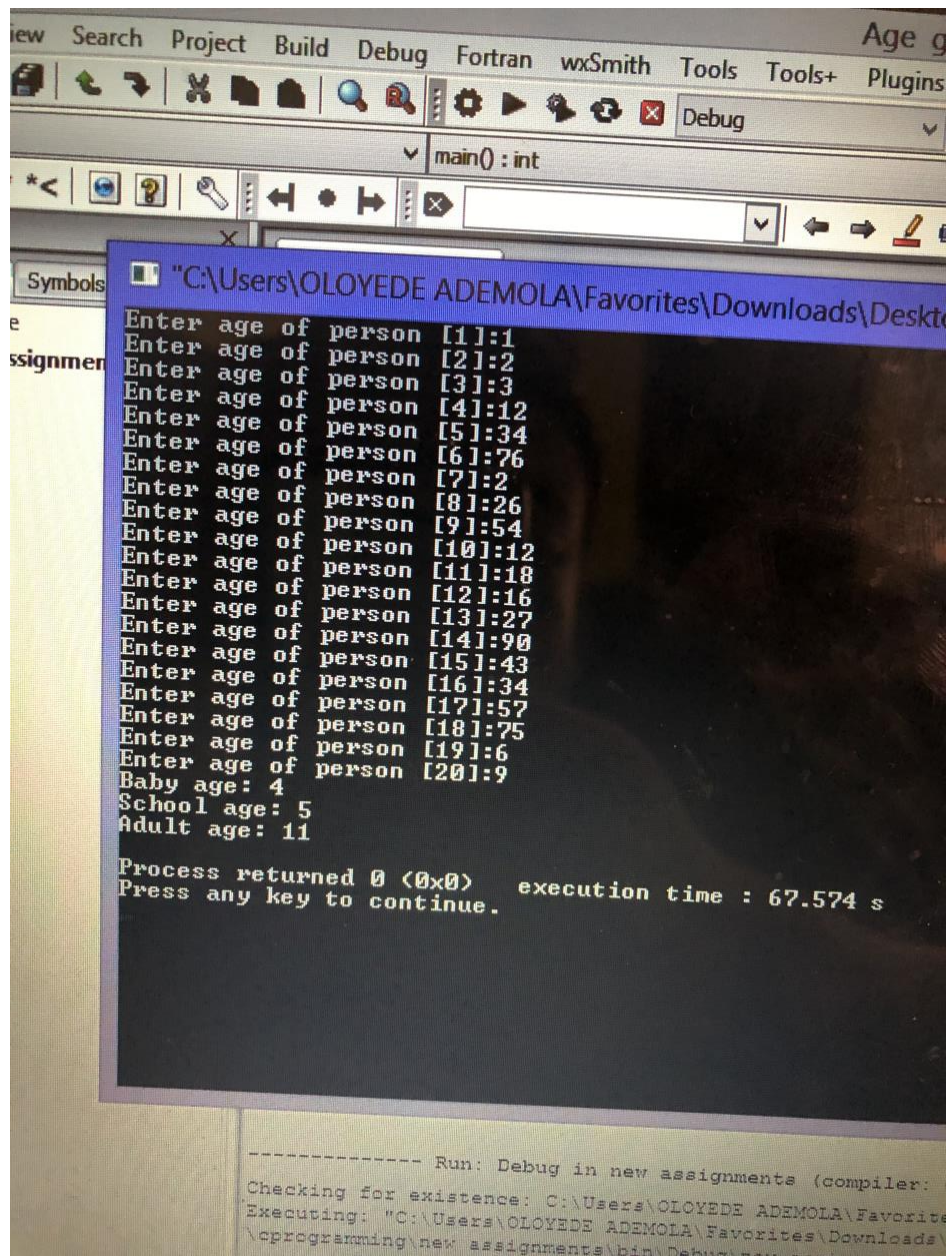 iew Search Project Build Debug Fortran wxSmith Tools Tools+ Plugins
Age g
Debug
main() : int
*<
Symbols
e
ssignmen
"C:\Users\OLOYEDE ADEMOLA\Favorites\Downloads\Deskto
Enter age of person [1]:1
Enter age of person [2]:2
Enter age of person [3]:3
Enter age of person [4]:12
Enter age of person [5]:34
Enter age of person [6]:76
Enter age of person [7]:2
Enter age of person [8]:26
Enter age of person [9]:54
Enter age of person [10]:12
Enter age of person [11]:18
Enter age of person [12]:16
Enter age of person [13]:27
Enter age of person [14]:90
Enter age of person [15]:43
Enter age of person [16]:34
Enter age of person [17]:57
Enter age of person [18]:75
Enter age of person [19]:6
Enter age of person [20]:9
Baby age: 4
School age: 5
Adult age: 11
Process returned 0 (0x0) execution time : 67.574 s
Press any key to continue.
-------------- Run: Debug in new assignments (compiler:
Checking for existence: C:\Users\OLOYEDE ADEMOLA\Favorite
Executing: "C:\Users\OLOYEDE ADEMOLA\Favorites\Downloads\
\cprogramming\new assignments\bin\Debug\